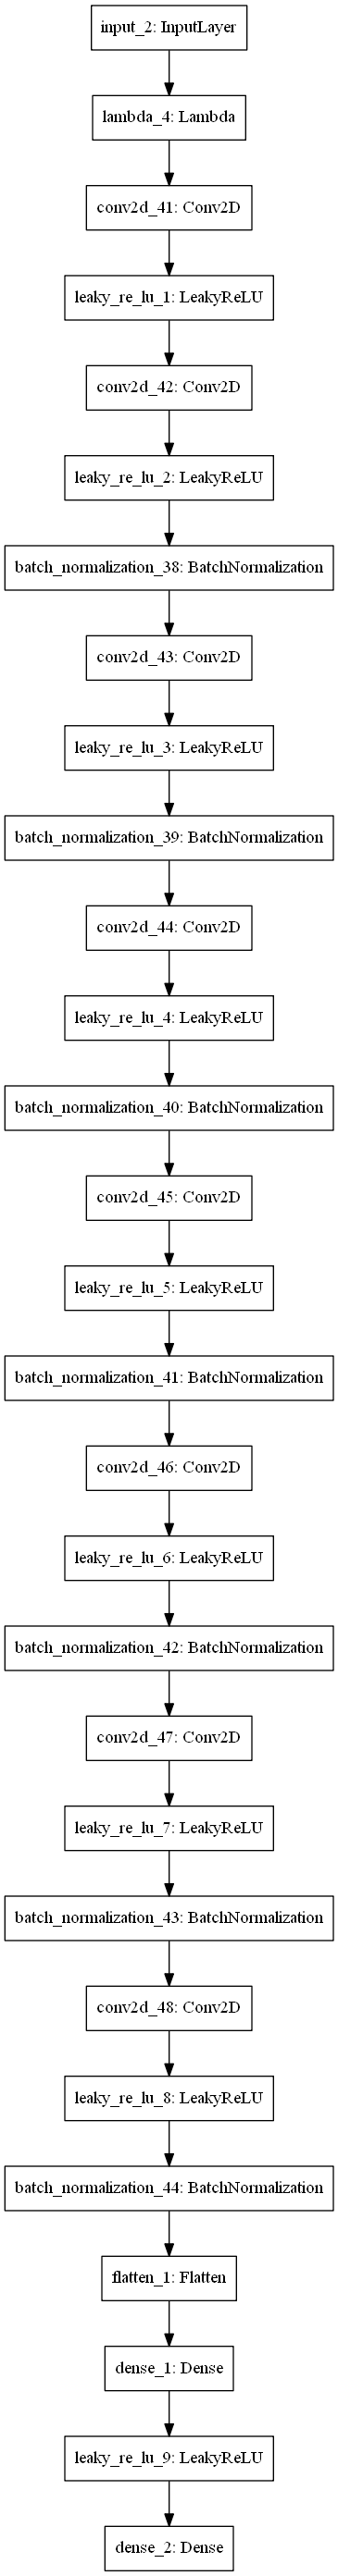 input_2: InputLayer
lambda_4: Lambda
conv2d_41: Conv2D
leaky_re_lu_1: LeakyReLU
conv2d_42: Conv2D
leaky_re_lu_2: LeakyReLU
batch_normalization_38: BatchNormalization
conv2d_43: Conv2D
leaky_re_lu_3: LeakyReLU
batch_normalization_39: BatchNormalization
conv2d_44: Conv2D
leaky_re_lu_4: LeakyReLU
batch_normalization_40: BatchNormalization
conv2d_45: Conv2D
leaky_re_lu_5: LeakyReLU
batch_normalization_41: BatchNormalization
conv2d_46: Conv2D
leaky_re_lu_6: LeakyReLU
batch_normalization_42: BatchNormalization
conv2d_47: Conv2D
leaky_re_lu_7: LeakyReLU
batch_normalization_43: BatchNormalization
conv2d_48: Conv2D
leaky_re_lu_8: LeakyReLU
batch_normalization_44: BatchNormalization
flatten_1: Flatten
dense_1: Dense
leaky_re_lu_9: LeakyReLU
dense_2: Dense